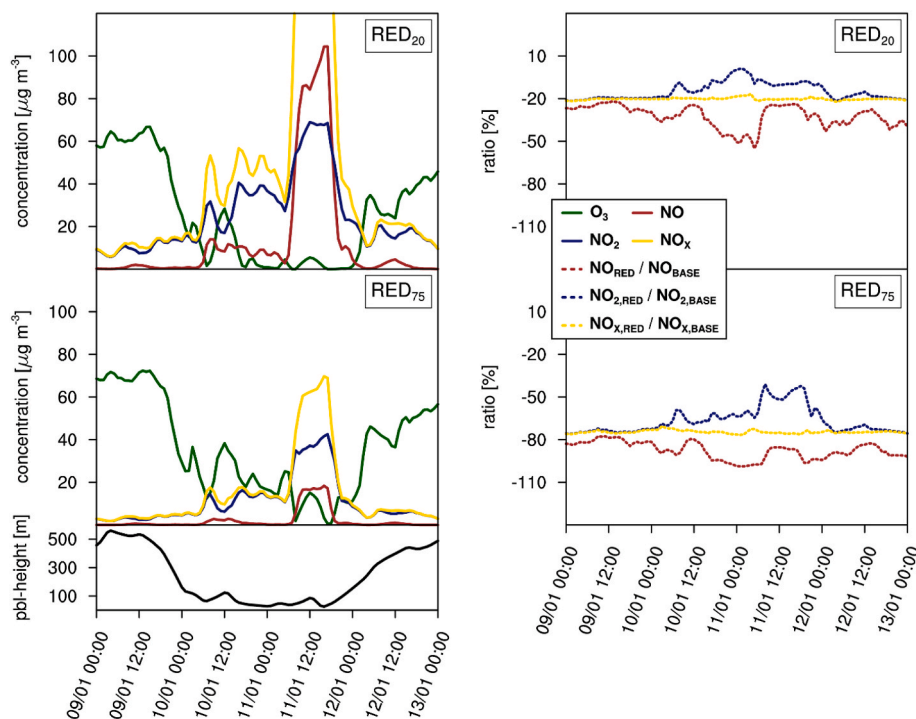 RED20
concentration [μg m-3]
100
80
60
40
20
RED75
concentration [μg m-3]
100
80
60
40
20
pbl-height [m]
500
300
100
09/01 00:00
09/01 12:00
10/01 00:00
10/01 12:00
11/01 00:00
11/01 12:00
12/01 00:00
12/01 12:00
13/01 00:00
RED20
ratio [%]
10
-20
-50
-80
-110
O3 NO
NO2 NOX
NORED / NOBASE
NO2,RED / NO2,BASE
NOX,RED / NOX,BASE
RED75
ratio [%]
10
-20
-50
-80
-110
09/01 00:00
09/01 12:00
10/01 00:00
10/01 12:00
11/01 00:00
11/01 12:00
12/01 00:00
12/01 12:00
13/01 00:00